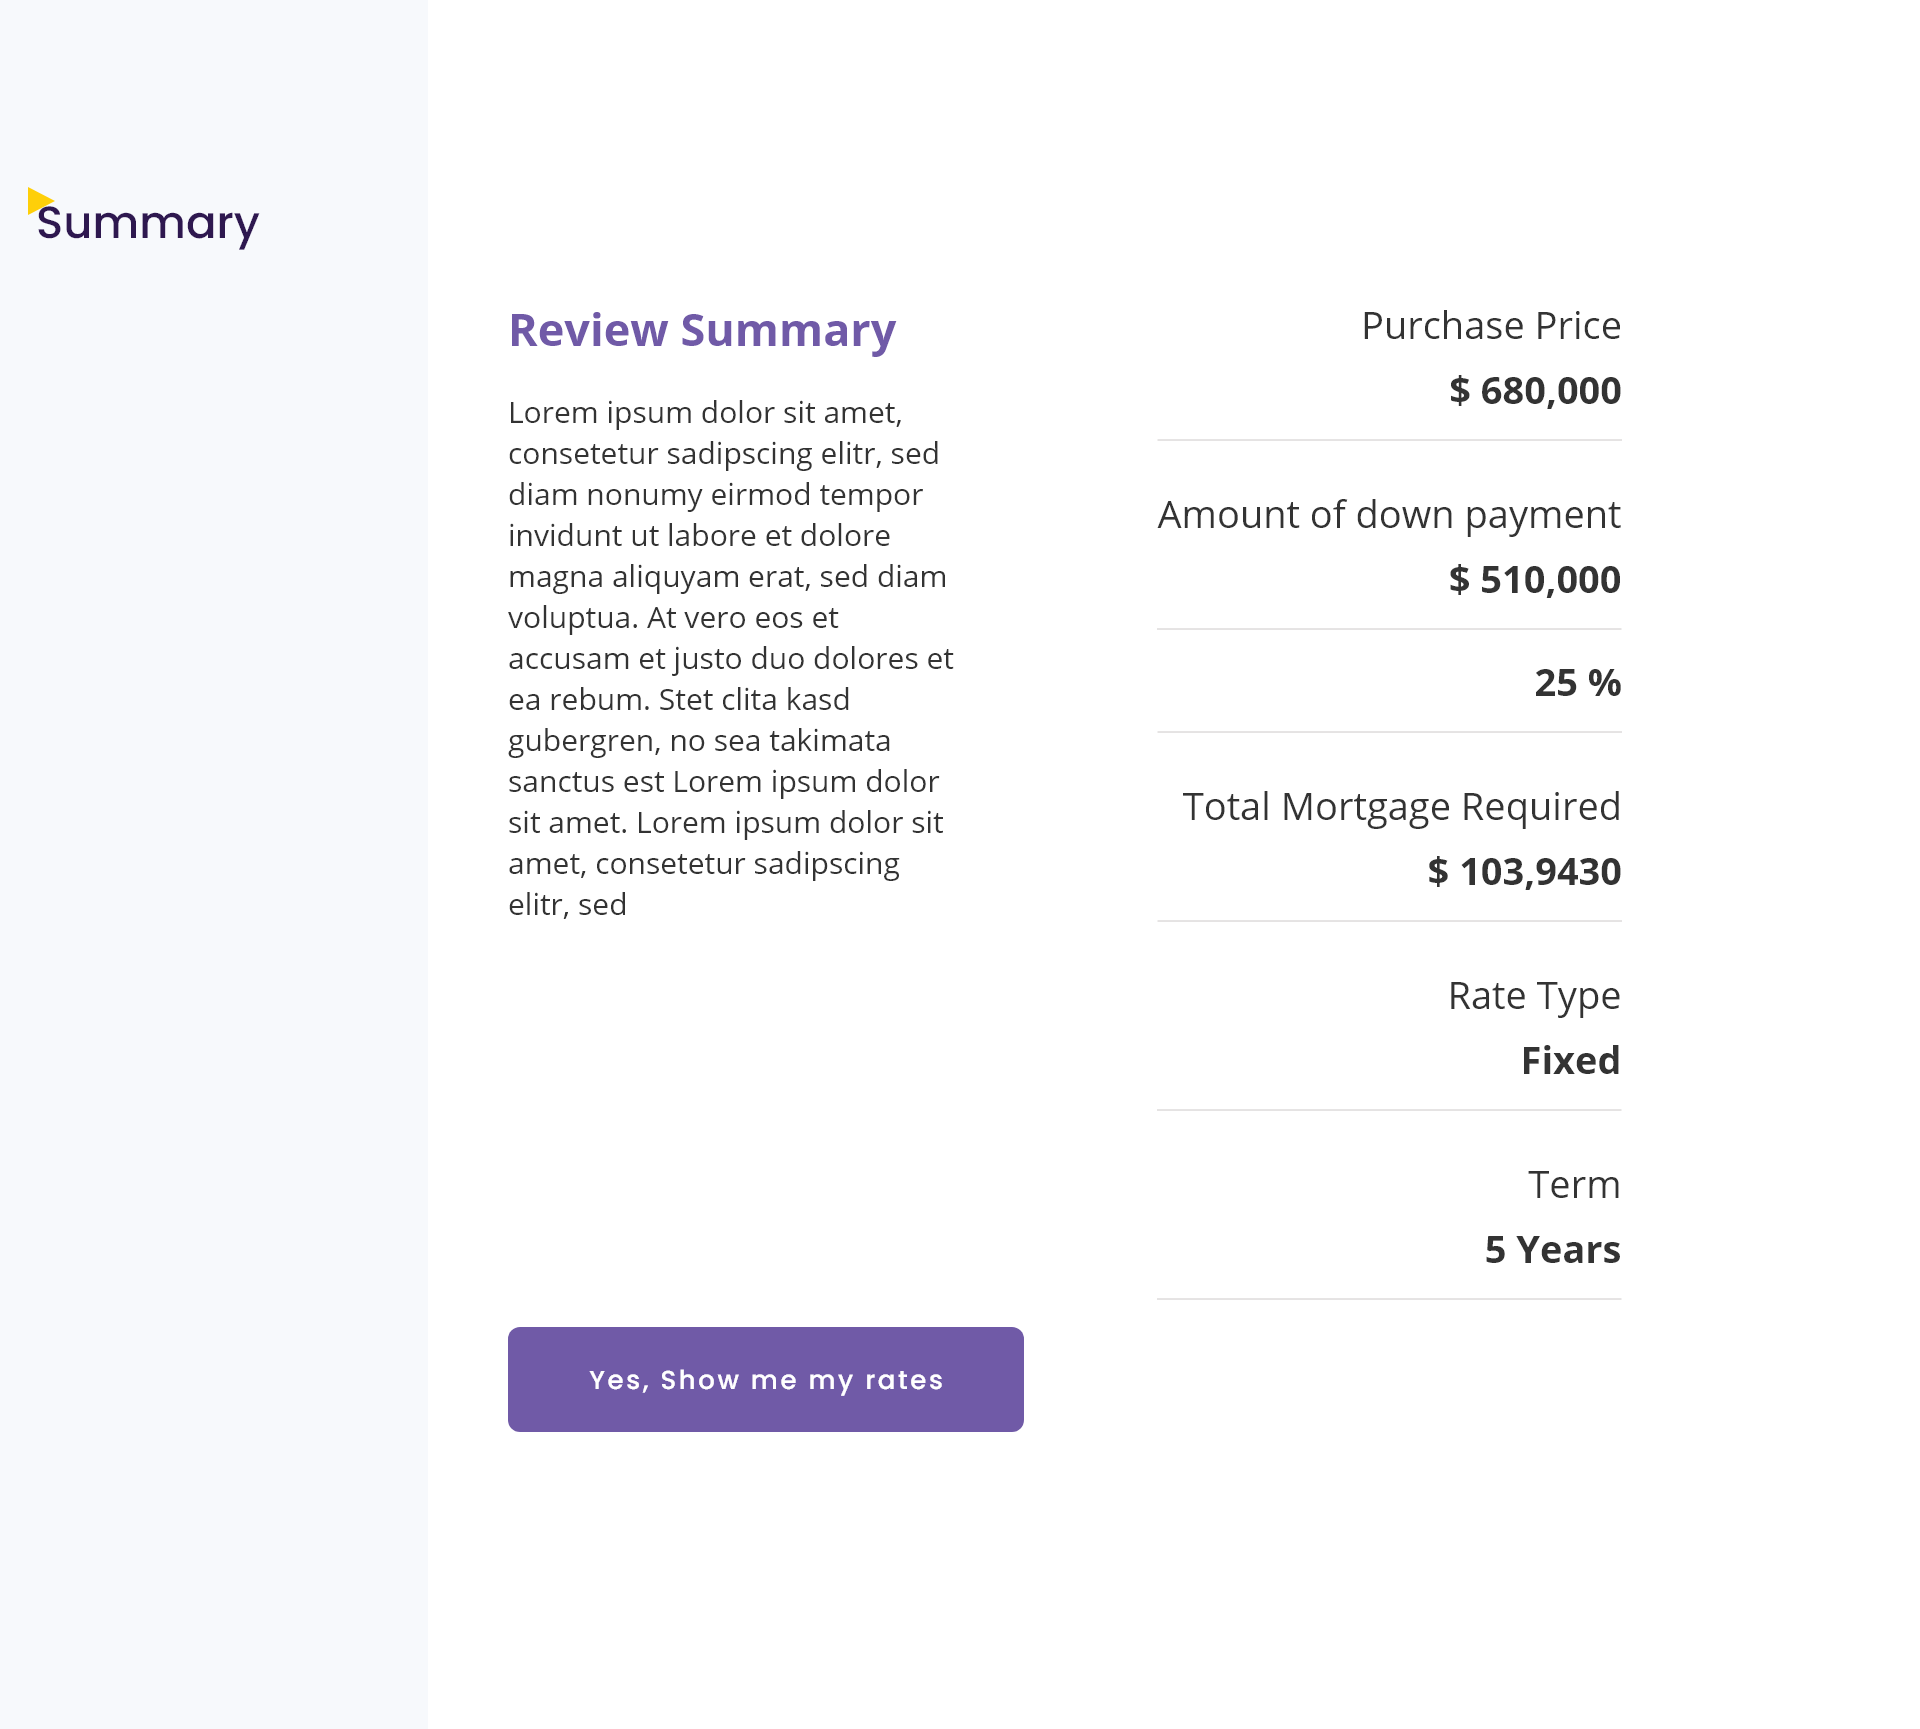 Summary
Review Summary
Lorem ipsum dolor sit amet,
consetetur sadipscing elitr, sed
diam nonumy eirmod tempor
invidunt ut labore et dolore
magna aliquyam erat, sed diam
voluptua. At vero eos et
accusam et justo duo dolores et
ea rebum. Stet clita kasd
gubergren, no sea takimata
sanctus est Lorem ipsum dolor
sit amet. Lorem ipsum dolor sit
amet, consetetur sadipscing
elitr, sed
Yes, Show me my rates
Purchase Price
$ 680,000
Amount of down payment
$ 510,000
25 %
Total Mortgage Required
$ 103,9430
Rate Type
Fixed
Term
5 Years